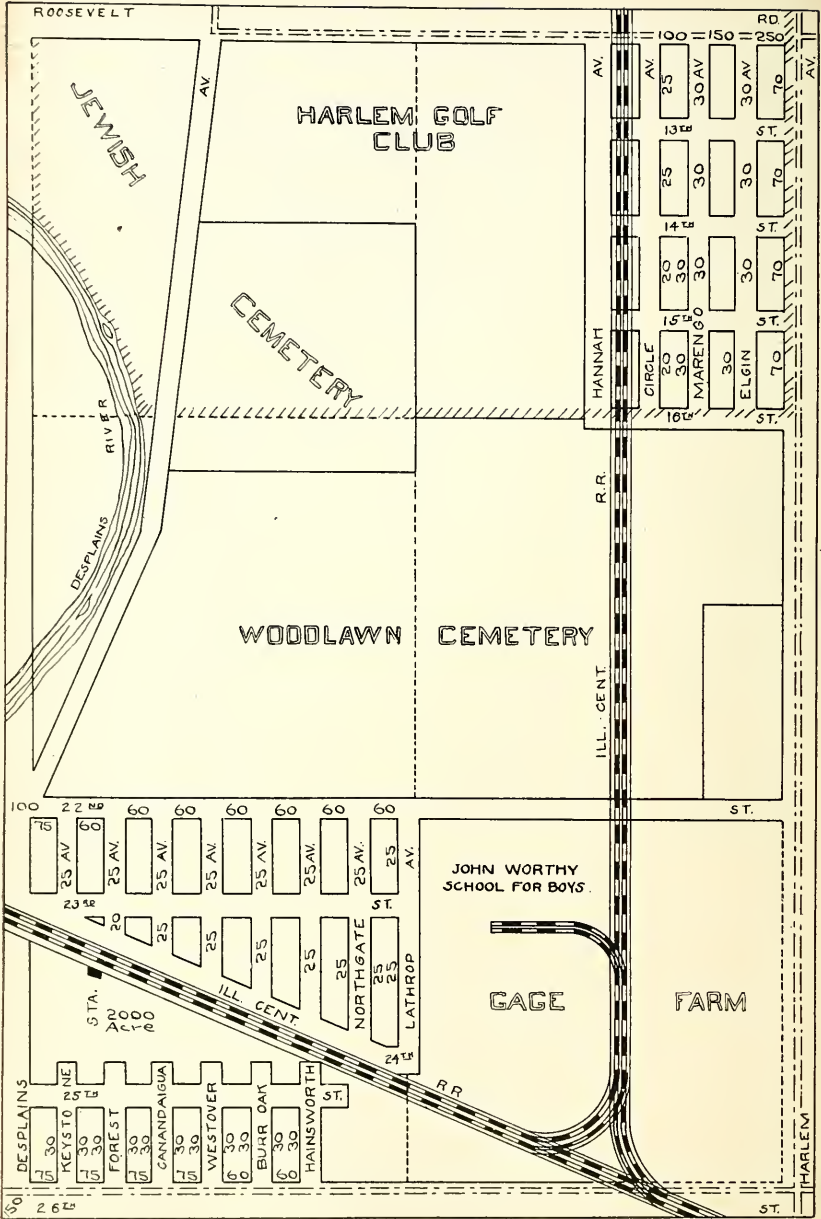 ROOSEVELT RD.
100 150 250
AV.
AV.
AV.
AV.
JEWISH
CEMETERY
HARLEM GOLF
CLUB
25 30 AV 30 AV 70
13TH ST.
25 30 30 70
14TH ST.
20 30 30 30 70
15TH ST.
20 30 30 70
HANNAH
CIRCLE
MARENGO
ELGIN
16TH ST.
R.R.
RIVER
DESPLAINS
WOODLAWN CEMETERY
ILL. CENT.
100 22ND 60 60 60 60 60 60 ST.
75 60
25 AV 25 AV. 25 AV. 25 AV. 25 AV. 25 AV. 25 AV. 25 AV.
23RD ST.
20 25 25 25 25 25 25 25
NORTHGATE
LATHROP
JOHN WORTHY
SCHOOL FOR BOYS.
GAGE FARM
ILL. CENT.
RR
STA.
2000
Acre
24TH
25TH ST.
DESPLAINS
KEYSTONE
FOREST
CANANDAIGUA
WESTOVER
BURR OAK
HAINSWORTH
30 30 30 30 30 30 30 30 30 30 30
75 75 75 75 60 60
HARLEM
150 26TH ST.